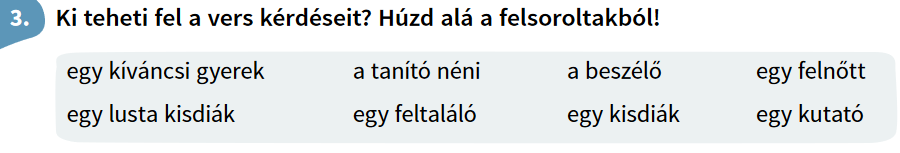 3. Ki teheti fel a vers kérdéseit? Húzd alá a felsoroltakból!
egy kíváncsi gyerek a tanító néni a beszélő egy felnőtt
egy lusta kisdiák egy feltaláló egy kisdiák egy kutató